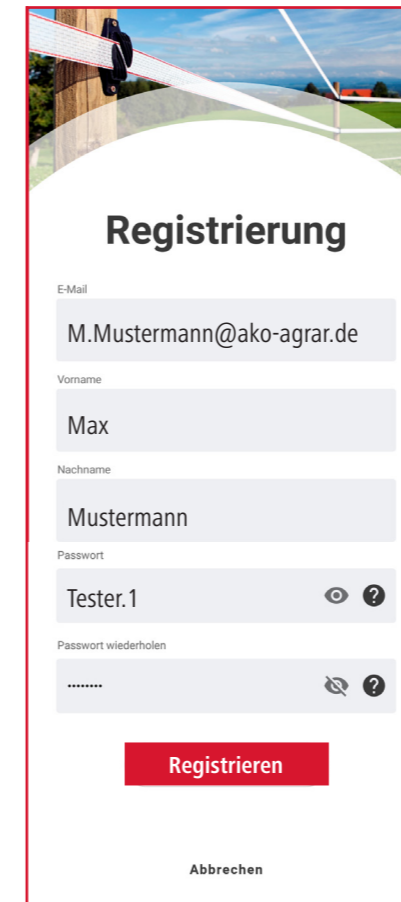 Registrierung
E-Mail
M.Mustermann@ako-agrar.de
Vorname
Max
Nachname
Mustermann
Passwort
Tester.1
Passwort wiederholen
········
Registrieren
Abbrechen